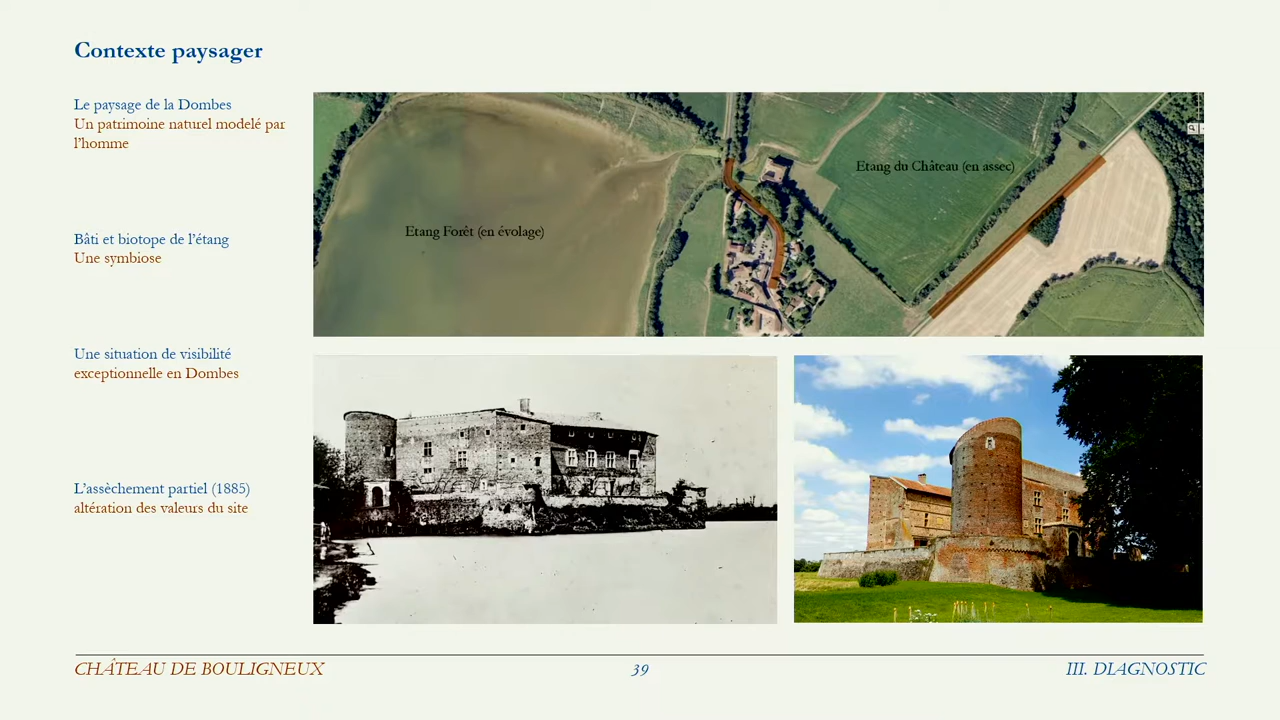 Contexte paysager
Le paysage de la Dombes
Un patrimoine naturel modelé par
l'homme
Bâti et biotope de l'étang
Une symbiose
Une situation de visibilité
exceptionnelle en Dombes
L'assèchement partiel (1885)
altération des valeurs du site
Etang Forêt (en évolage)
Etang du Château (en assec)
CHÂTEAU DE BOULIGNEUX
39
III. DIAGNOSTIC